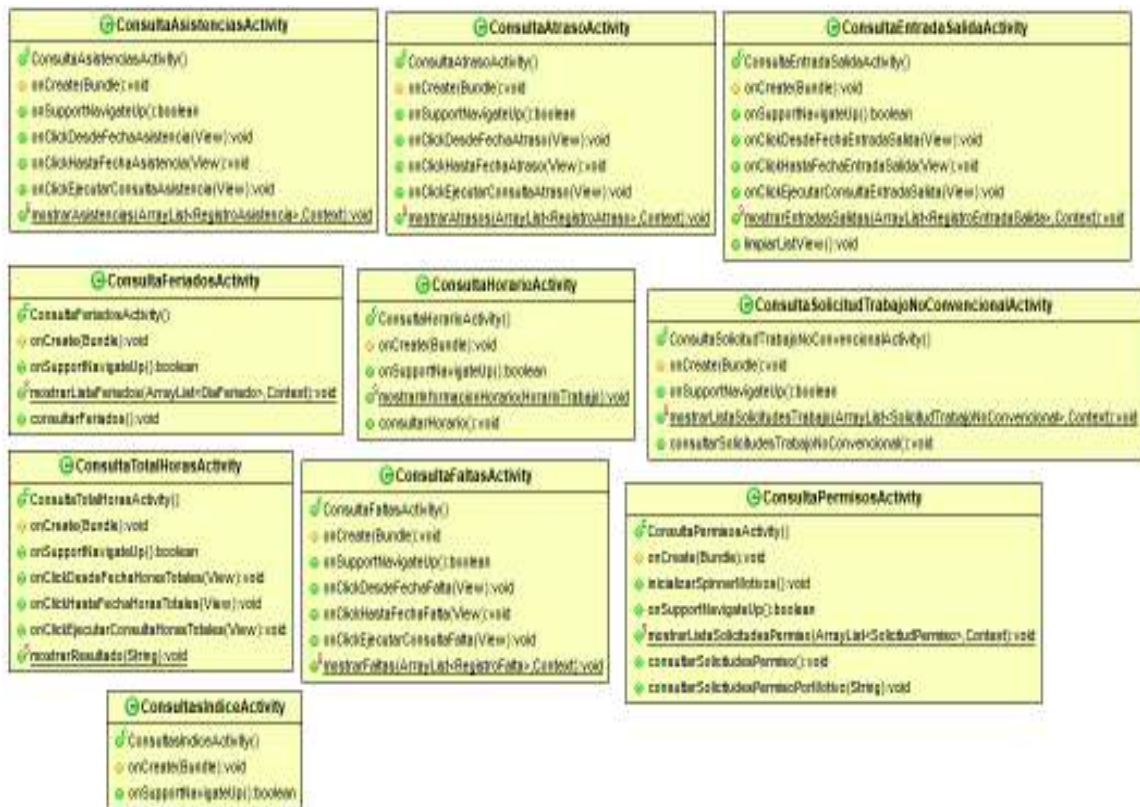 ConsultaAsistenciasActivity
ConsultaAsistenciasActivity()
onCreate(Bundle):void
onSupportNavigateUp():boolean
onClickDesdeFechaAsistencia(View):void
onClickHastaFechaAsistencia(View):void
onClickEjecutarConsultaAsistencia(View):void
mostrarAsistencias(ArrayList<RegistroAsistencia>,Context):void
ConsultaAtrasoActivity
ConsultaAtrasoActivity()
onCreate(Bundle):void
onSupportNavigateUp():boolean
onClickDesdeFechaAtraso(View):void
onClickHastaFechaAtraso(View):void
onClickEjecutarConsultaAtraso(View):void
mostrarAtrasos(ArrayList<RegistroAtraso>,Context):void
ConsultaEntradaSalidaActivity
ConsultaEntradaSalidaActivity()
onCreate(Bundle):void
onSupportNavigateUp():boolean
onClickDesdeFechaEntradaSalida(View):void
onClickHastaFechaEntradaSalida(View):void
onClickEjecutarConsultaEntradaSalida(View):void
mostrarEntradasSalidas(ArrayList<RegistroEntradaSalida>,Context):void
limpiarListView():void
ConsultaFeriadosActivity
ConsultaFeriadosActivity()
onCreate(Bundle):void
onSupportNavigateUp():boolean
mostrarListaFeriados(ArrayList<DiaFeriado>,Context):void
consultarFeriados():void
ConsultaHorarioActivity
ConsultaHorarioActivity()
onCreate(Bundle):void
onSupportNavigateUp():boolean
mostrarInformacionHorario(HorarioTrabajo):void
consultarHorario():void
ConsultaSolicitudTrabajoNoConvencionalActivity
ConsultaSolicitudTrabajoNoConvencionalActivity()
onCreate(Bundle):void
onSupportNavigateUp():boolean
mostrarListaSolicitudesTrabajo(ArrayList<SolicitudTrabajoNoConvencional>,Context):void
consultarSolicitudesTrabajoNoConvencional():void
ConsultaTotalHorasActivity
ConsultaTotalHorasActivity()
onCreate(Bundle):void
onSupportNavigateUp():boolean
onClickDesdeFechaHorasTotales(View):void
onClickHastaFechaHorasTotales(View):void
onClickEjecutarConsultaHorasTotales(View):void
mostrarResultado(String):void
ConsultaFaltasActivity
ConsultaFaltasActivity()
onCreate(Bundle):void
onSupportNavigateUp():boolean
onClickDesdeFechaFalta(View):void
onClickHastaFechaFalta(View):void
onClickEjecutarConsultaFalta(View):void
mostrarFaltas(ArrayList<RegistroFalta>,Context):void
ConsultaPermisosActivity
ConsultaPermisosActivity()
onCreate(Bundle):void
inicializarSpinnerMotivos():void
onSupportNavigateUp():boolean
mostrarListaSolicitudesPermiso(ArrayList<SolicitudPermiso>,Context):void
consultarSolicitudesPermiso():void
consultarSolicitudesPermisoPorMotivo(String):void
ConsultasIndiceActivity
ConsultasIndiceActivity()
onCreate(Bundle):void
onSupportNavigateUp():boolean